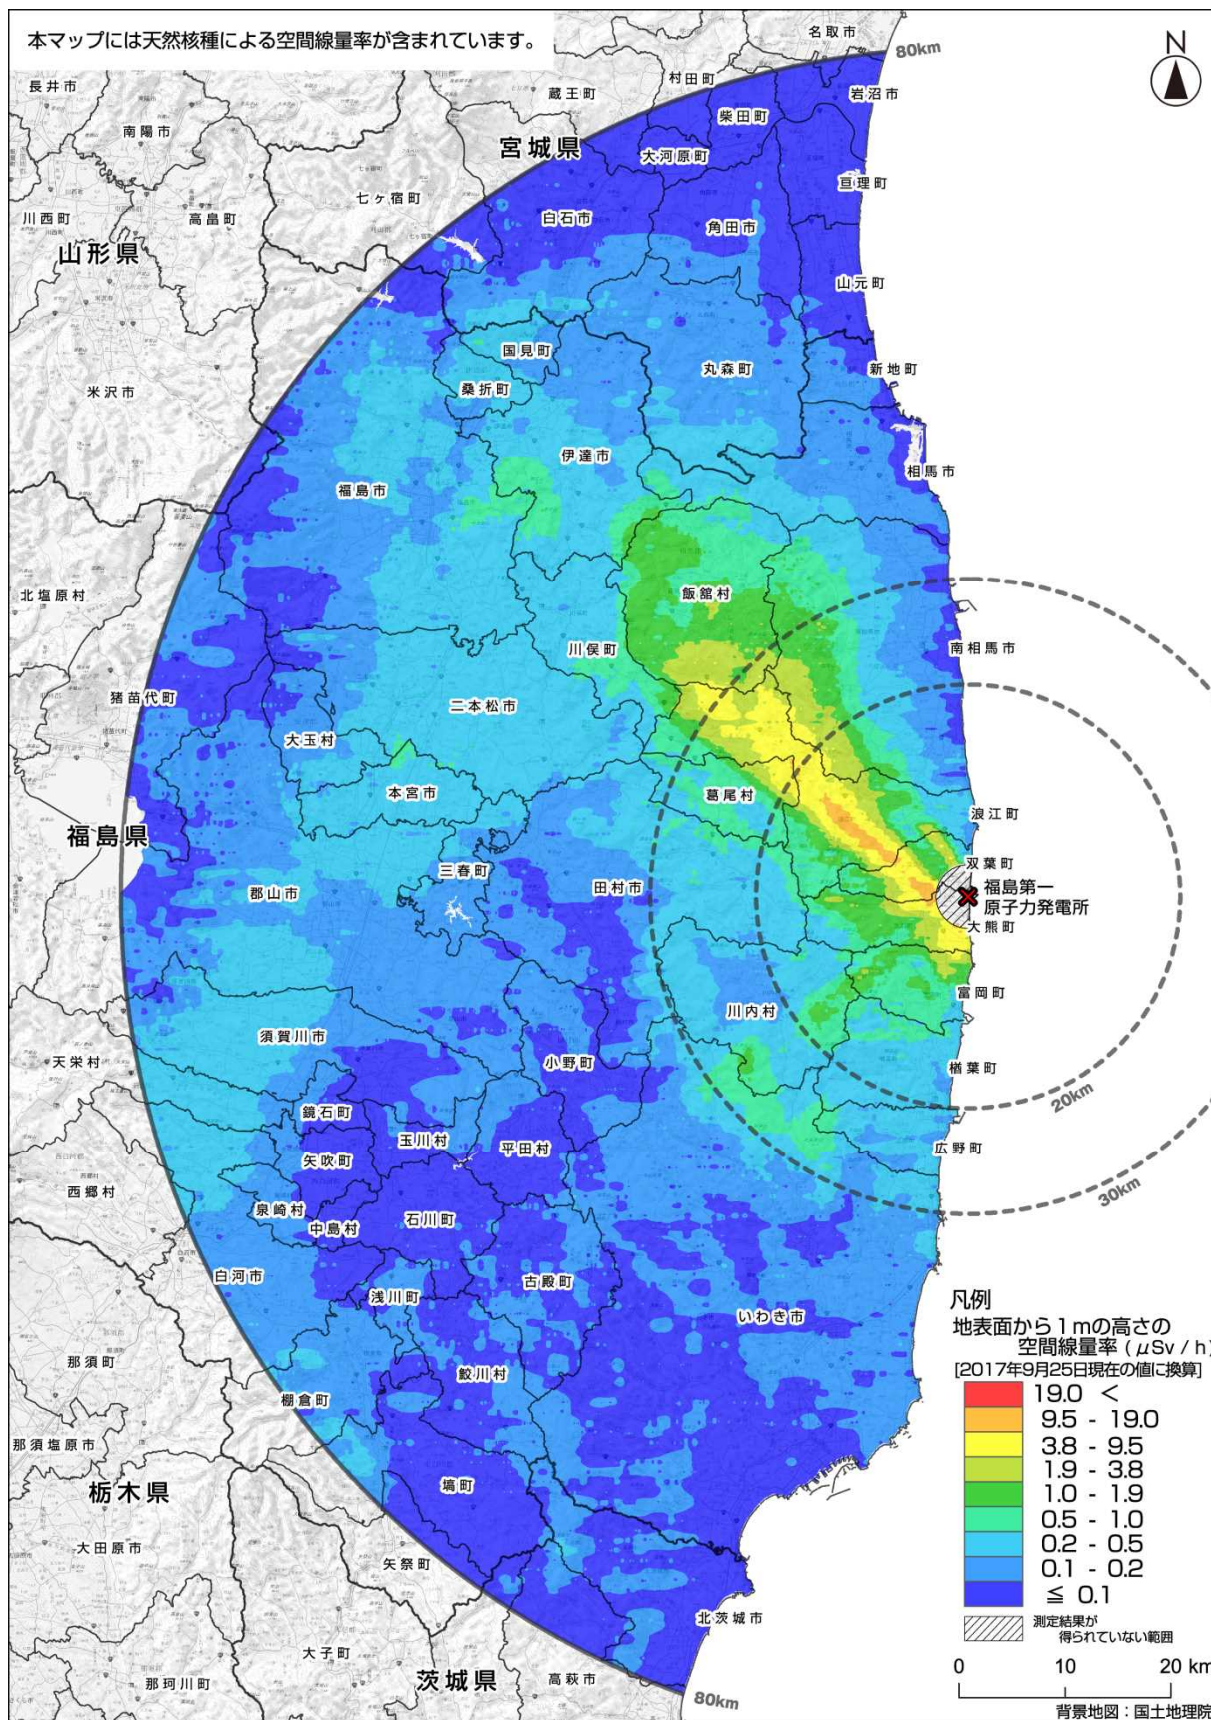 本マップには天然核種による空間線量率が含まれています。
N
80km
名取市
村田町
岩沼市
長井市
蔵王町
柴田町
南陽市
宮城県
大河原町
亘理町
七ヶ宿町
川西町
高畠町
白石市
角田市
山形県
山元町
国見町
丸森町
新地町
米沢市
桑折町
伊達市
相馬市
福島市
飯舘村
北塩原村
川俣町
南相馬市
猪苗代町
二本松市
大玉村
本宮市
葛尾村
浪江町
福島県
双葉町
三春町
田村市
郡山市
福島第一
原子力発電所
大熊町
富岡町
川内村
須賀川市
天栄村
小野町
楢葉町
20km
鏡石町
玉川村
平田村
広野町
矢吹町
西郷村
30km
泉崎村
中島村
石川町
白河市
古殿町
浅川町
いわき市
那須町
鮫川村
棚倉町
那須塩原市
塙町
栃木県
大田原市
矢祭町
北茨城市
大子町
茨城県
高萩市
那珂川町
80km
凡例
地表面から1mの高さの
空間線量率 (μSv / h)
[2017年9月25日現在の値に換算]
19.0 <
9.5 - 19.0
3.8 - 9.5
1.9 - 3.8
1.0 - 1.9
0.5 - 1.0
0.2 - 0.5
0.1 - 0.2
≦ 0.1
測定結果が
得られていない範囲
0 10 20 km
背景地図：国土地理院